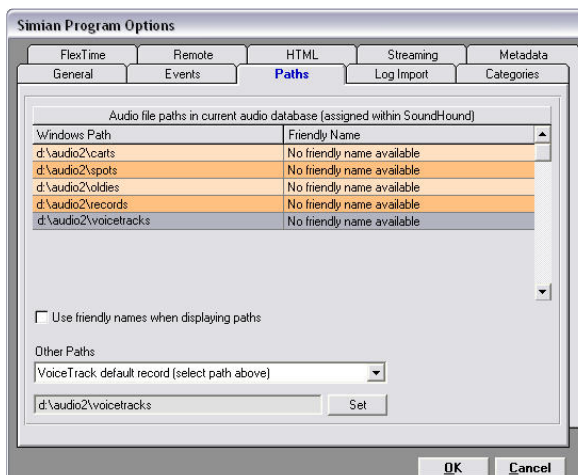 Simian Program Options
FlexTime Remote HTML Streaming Metadata
General Events Paths Log Import Categories
Audio file paths in current audio database (assigned within SoundHound)
Windows Path Friendly Name
d:\audio2\carts No friendly name available
d:\audio2\spots No friendly name available
d:\audio2\oldies No friendly name available
d:\audio2\records No friendly name available
d:\audio2\voicetracks No friendly name available
Use friendly names when displaying paths
Other Paths
VoiceTrack default record (select path above)
d:\audio2\voicetracks Set
OK Cancel